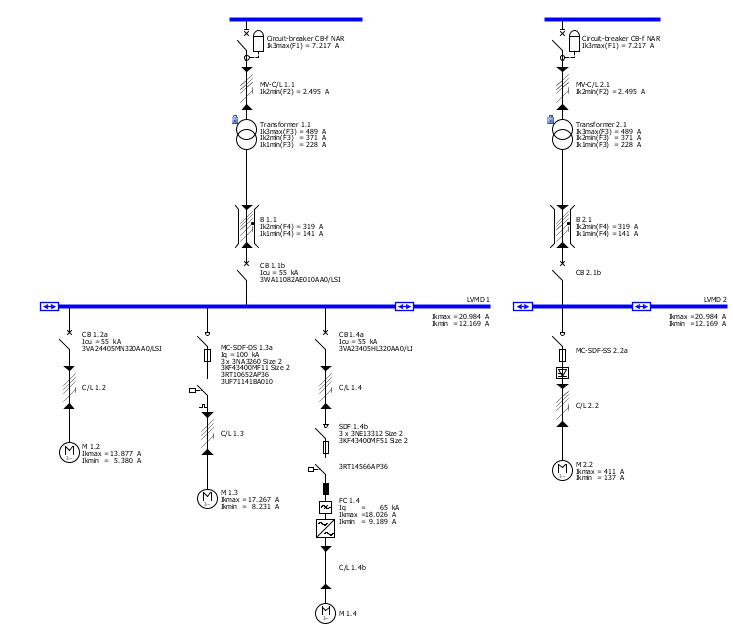 Circuit-breaker CB-f NAR
Ik3max(F1) = 7.217 A
MV-C/L 1.1
Ik2min(F2) = 2.495 A
Transformer 1.1
Ik3max(F3) = 489 A
Ik2min(F3) = 371 A
Ik1min(F3) = 228 A
B 1.1
Ik2min(F4) = 319 A
Ik1min(F4) = 141 A
CB 1.1b
Icu = 55 kA
3WA11082AE010AA0/LSI
Circuit-breaker CB-f NAR
Ik3max(F1) = 7.217 A
MV-C/L 2.1
Ik2min(F2) = 2.495 A
Transformer 2.1
Ik3max(F3) = 489 A
Ik2min(F3) = 371 A
Ik1min(F3) = 228 A
B 2.1
Ik2min(F4) = 319 A
Ik1min(F4) = 141 A
CB 2.1b
LVMD 1
Ikmax =20.984 A
Ikmin =12.169 A
LVMD 2
Ikmax =20.984 A
Ikmin =12.169 A
CB 1.2a
Icu = 55 kA
3VA24405MN320AA0/LSI
C/L 1.2
M
3~
M 1.2
Ikmax =13.877 A
Ikmin = 5.380 A
MC-SDF-DS 1.3a
Iq = 100 kA
3 x 3NA3260 Size 2
3KF43400MF11 Size 2
3RT10652AP36
3UF71141BA010
C/L 1.3
M
3~
M 1.3
Ikmax =17.267 A
Ikmin = 8.231 A
CB 1.4a
Icu = 55 kA
3VA23405HL320AA0/LI
C/L 1.4
SDF 1.4b
3 x 3NE13312 Size 2
3KF43400MF51 Size 2
3RT14566AP36
FC 1.4
Iq = 65 kA
Ikmax =18.026 A
Ikmin = 9.189 A
C/L 1.4b
M
3~
M 1.4
MC-SDF-SS 2.2a
C/L 2.2
M
3~
M 2.2
Ikmax = 411 A
Ikmin = 137 A